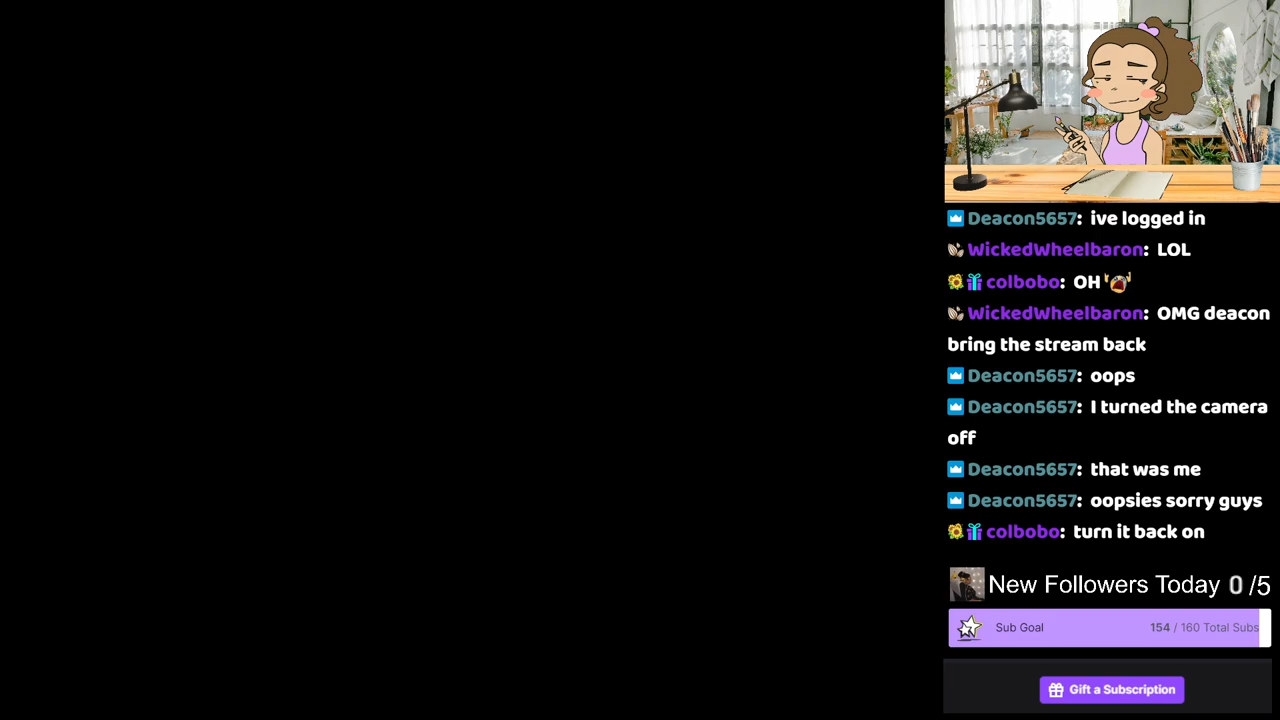 Deacon5657: ive logged in
WickedWheelbaron: LOL
colbobo: OH
WickedWheelbaron: OMG deacon
bring the stream back
Deacon5657: oops
Deacon5657: I turned the camera
off
Deacon5657: that was me
Deacon5657: oopsies sorry guys
colbobo: turn it back on
New Followers Today 0 /5
Sub Goal 154 / 160 Total Subs
Gift a Subscription